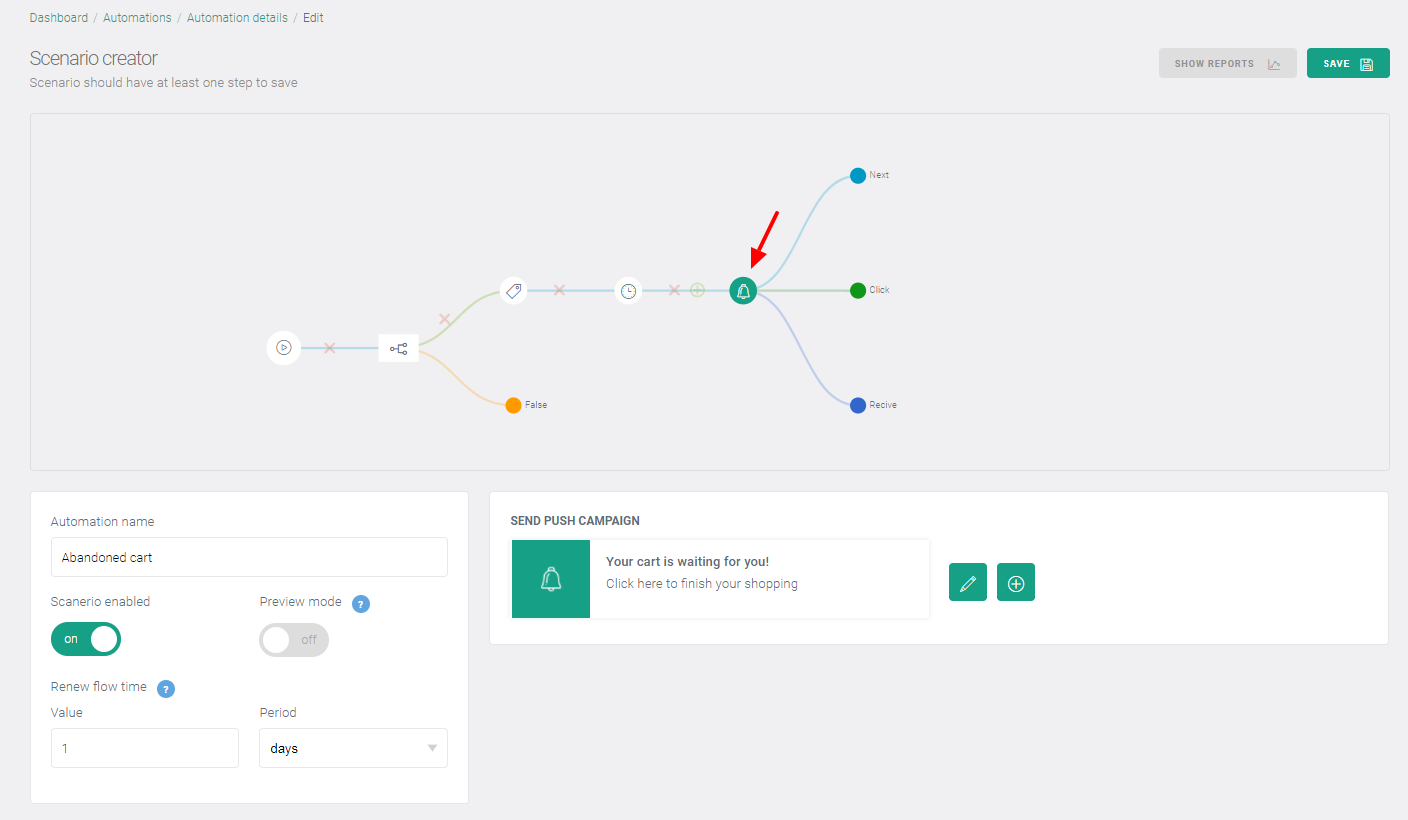 Dashboard / Automations / Automation details / Edit
Scenario creator
Scenario should have at least one step to save
SHOW REPORTS
SAVE
Next
Click
False
Recive
Automation name
Abandoned cart
Scanerio enabled
Preview mode ?
on
off
Renew flow time ?
Value
Period
1
days
SEND PUSH CAMPAIGN
Your cart is waiting for you!
Click here to finish your shopping